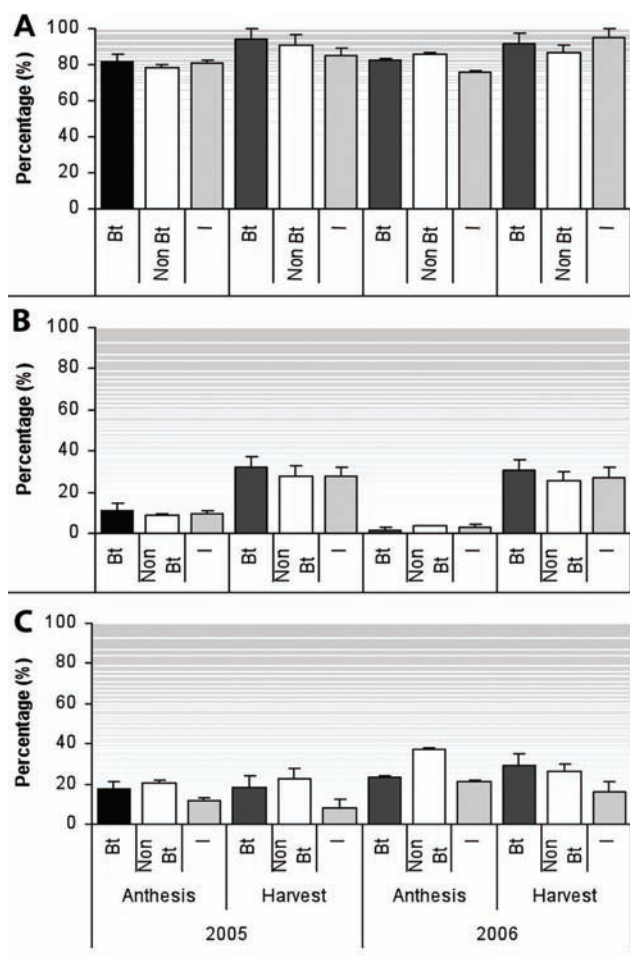 A
Percentage (%)
100
80
60
40
20
0
Bt
Non Bt
I
Bt
Non Bt
I
Bt
Non Bt
I
Bt
Non Bt
I
B
Percentage (%)
100
80
60
40
20
0
Bt
Non
Bt
I
Bt
Non
Bt
I
Bt
Non
Bt
I
Bt
Non
Bt
I
C
Percentage (%)
100
80
60
40
20
0
Bt
Non
Bt
I
Bt
Non
Bt
I
Bt
Non
Bt
I
Bt
Non
Bt
I
Anthesis Harvest Anthesis Harvest
2005 2006